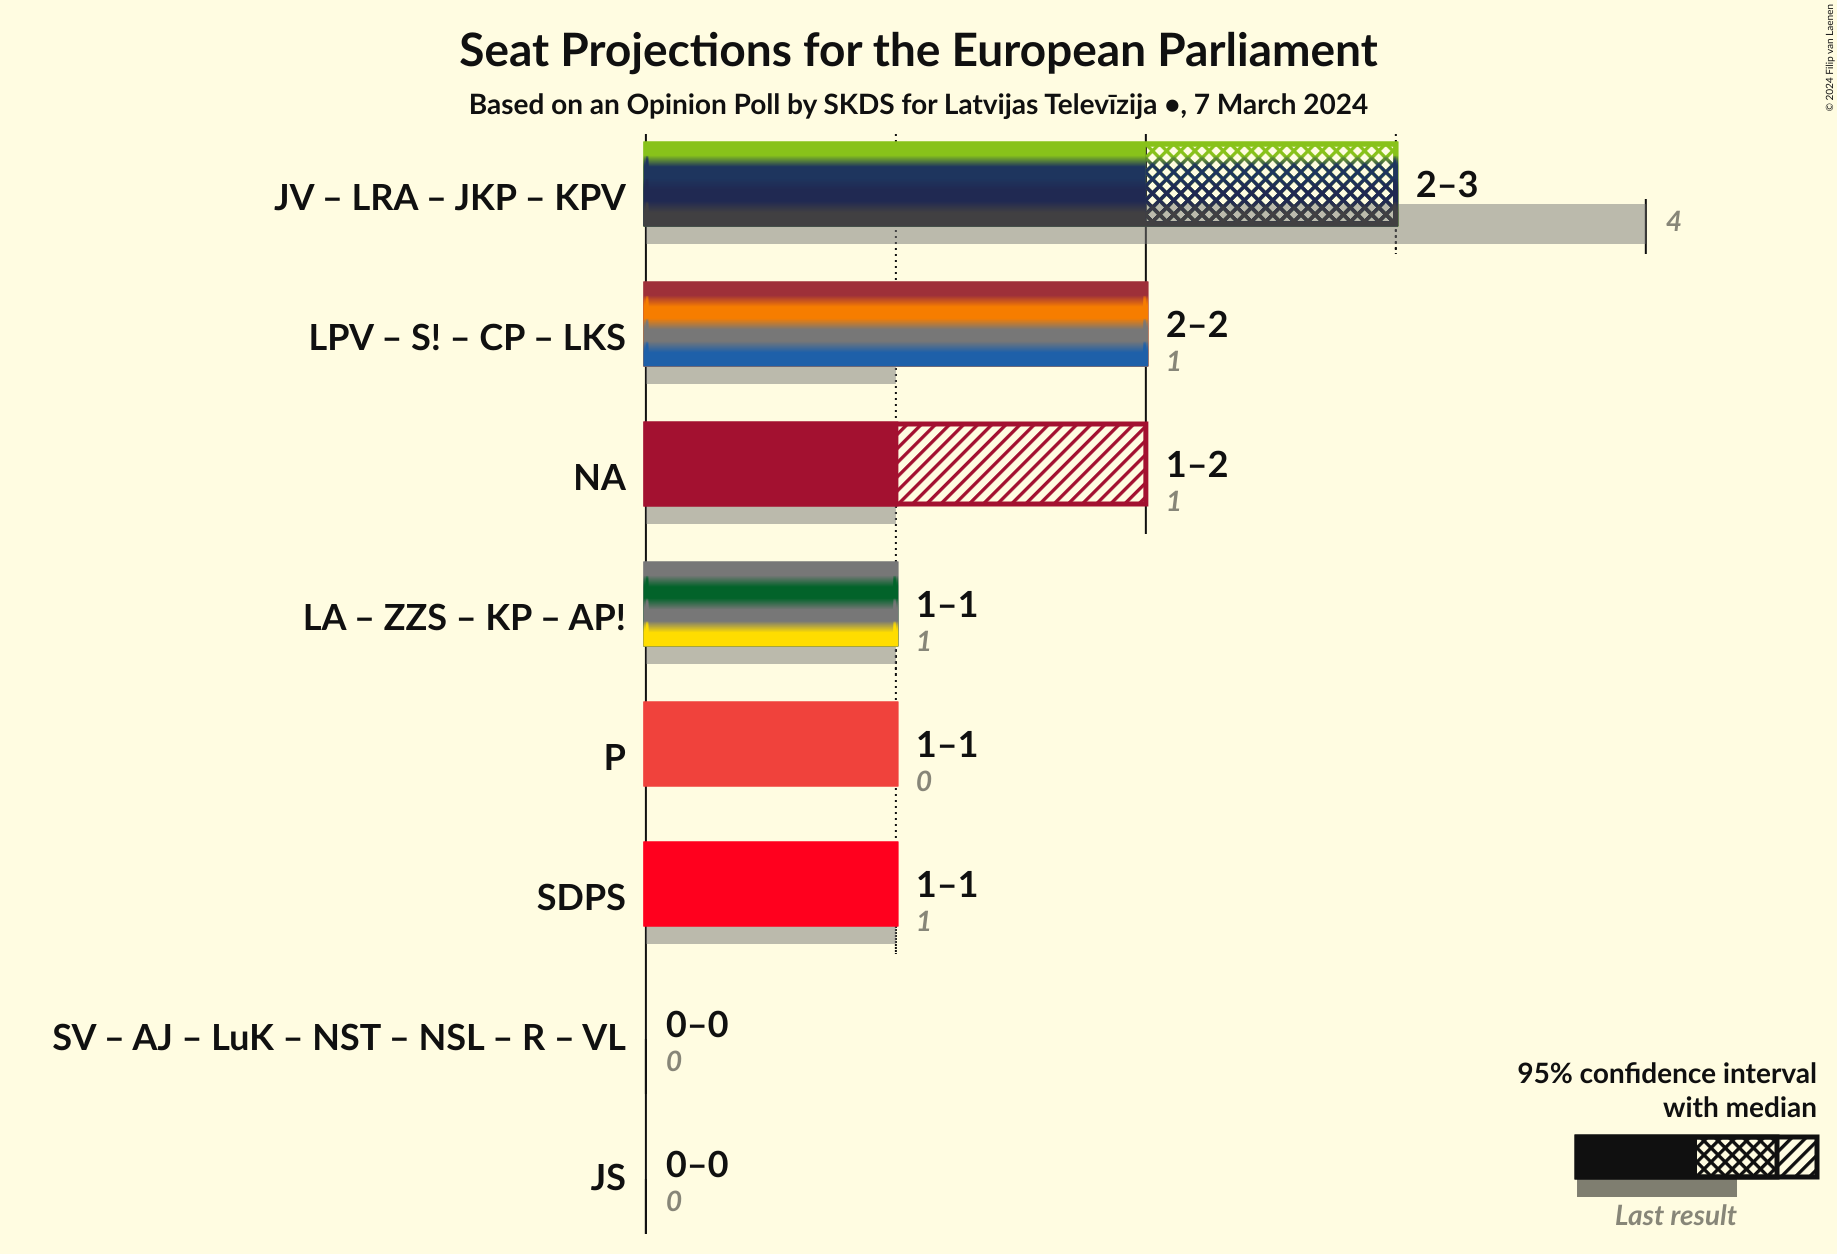 Seat Projections for the European Parliament
Based on an Opinion Poll by SKDS for Latvijas Televīzija •, 7 March 2024
© 2024 Filip van Laenen
JV – LRA – JKP – KPV
2–3
4
LPV – S! – CP – LKS
2–2
1
NA
1–2
1
LA – ZZS – KP – AP!
1–1
1
P
1–1
0
SDPS
1–1
1
SV – AJ – LuK – NST – NSL – R – VL
0–0
0
JS
0–0
0
95% confidence interval
with median
Last result